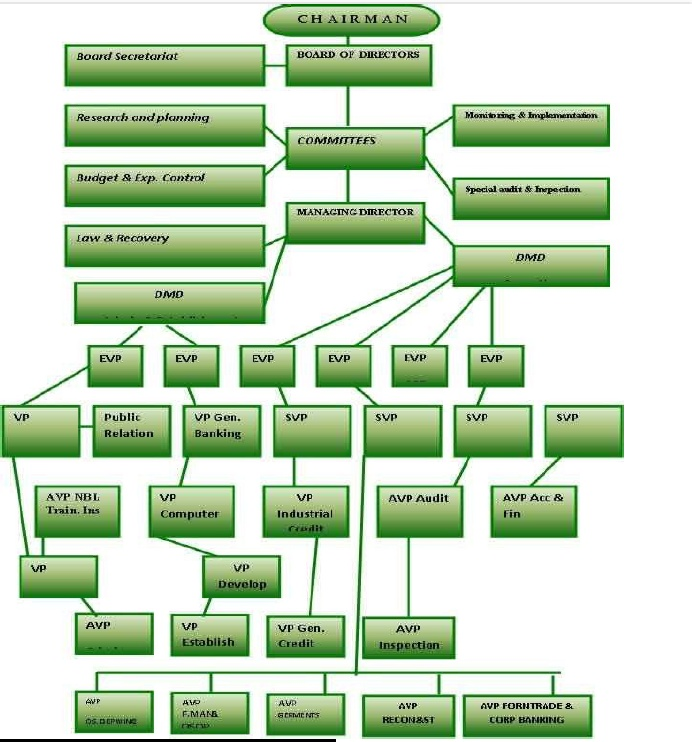 CHAIRMAN
Board Secretariat
BOARD OF DIRECTORS
Research and planning
Monitoring & Implementation
COMMITTEES
Budget & Exp. Control
Special audit & Inspection
MANAGING DIRECTOR
Law & Recovery
DMD
DMD
EVP
EVP
EVP
EVP
EVP
EVP
VP
Public
Relation
VP Gen.
Banking
SVP
SVP
SVP
SVP
AVP NBL
Train. Ins
VP
Computer
VP
Industrial
Credit
AVP Audit
AVP Acc &
Fin
VP
VP
Develop
AVP
VP
Establish
VP Gen.
Credit
AVP
Inspection
AVP
AVP
F.MAN&
AVP
GERMENTS
AVP
RECON&ST
AVP FORNTRADE &
CORP BANKING